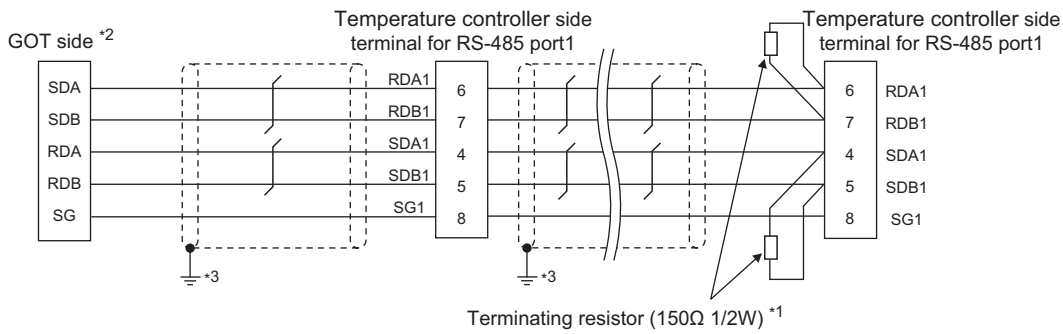 GOT side *2
SDA
SDB
RDA
RDB
SG
*3
Temperature controller side
terminal for RS-485 port1
RDA1
RDB1
SDA1
SDB1
SG1
6
7
4
5
8
*3
Temperature controller side
terminal for RS-485 port1
6 RDA1
7 RDB1
4 SDA1
5 SDB1
8 SG1
Terminating resistor (150Ω 1/2W) *1